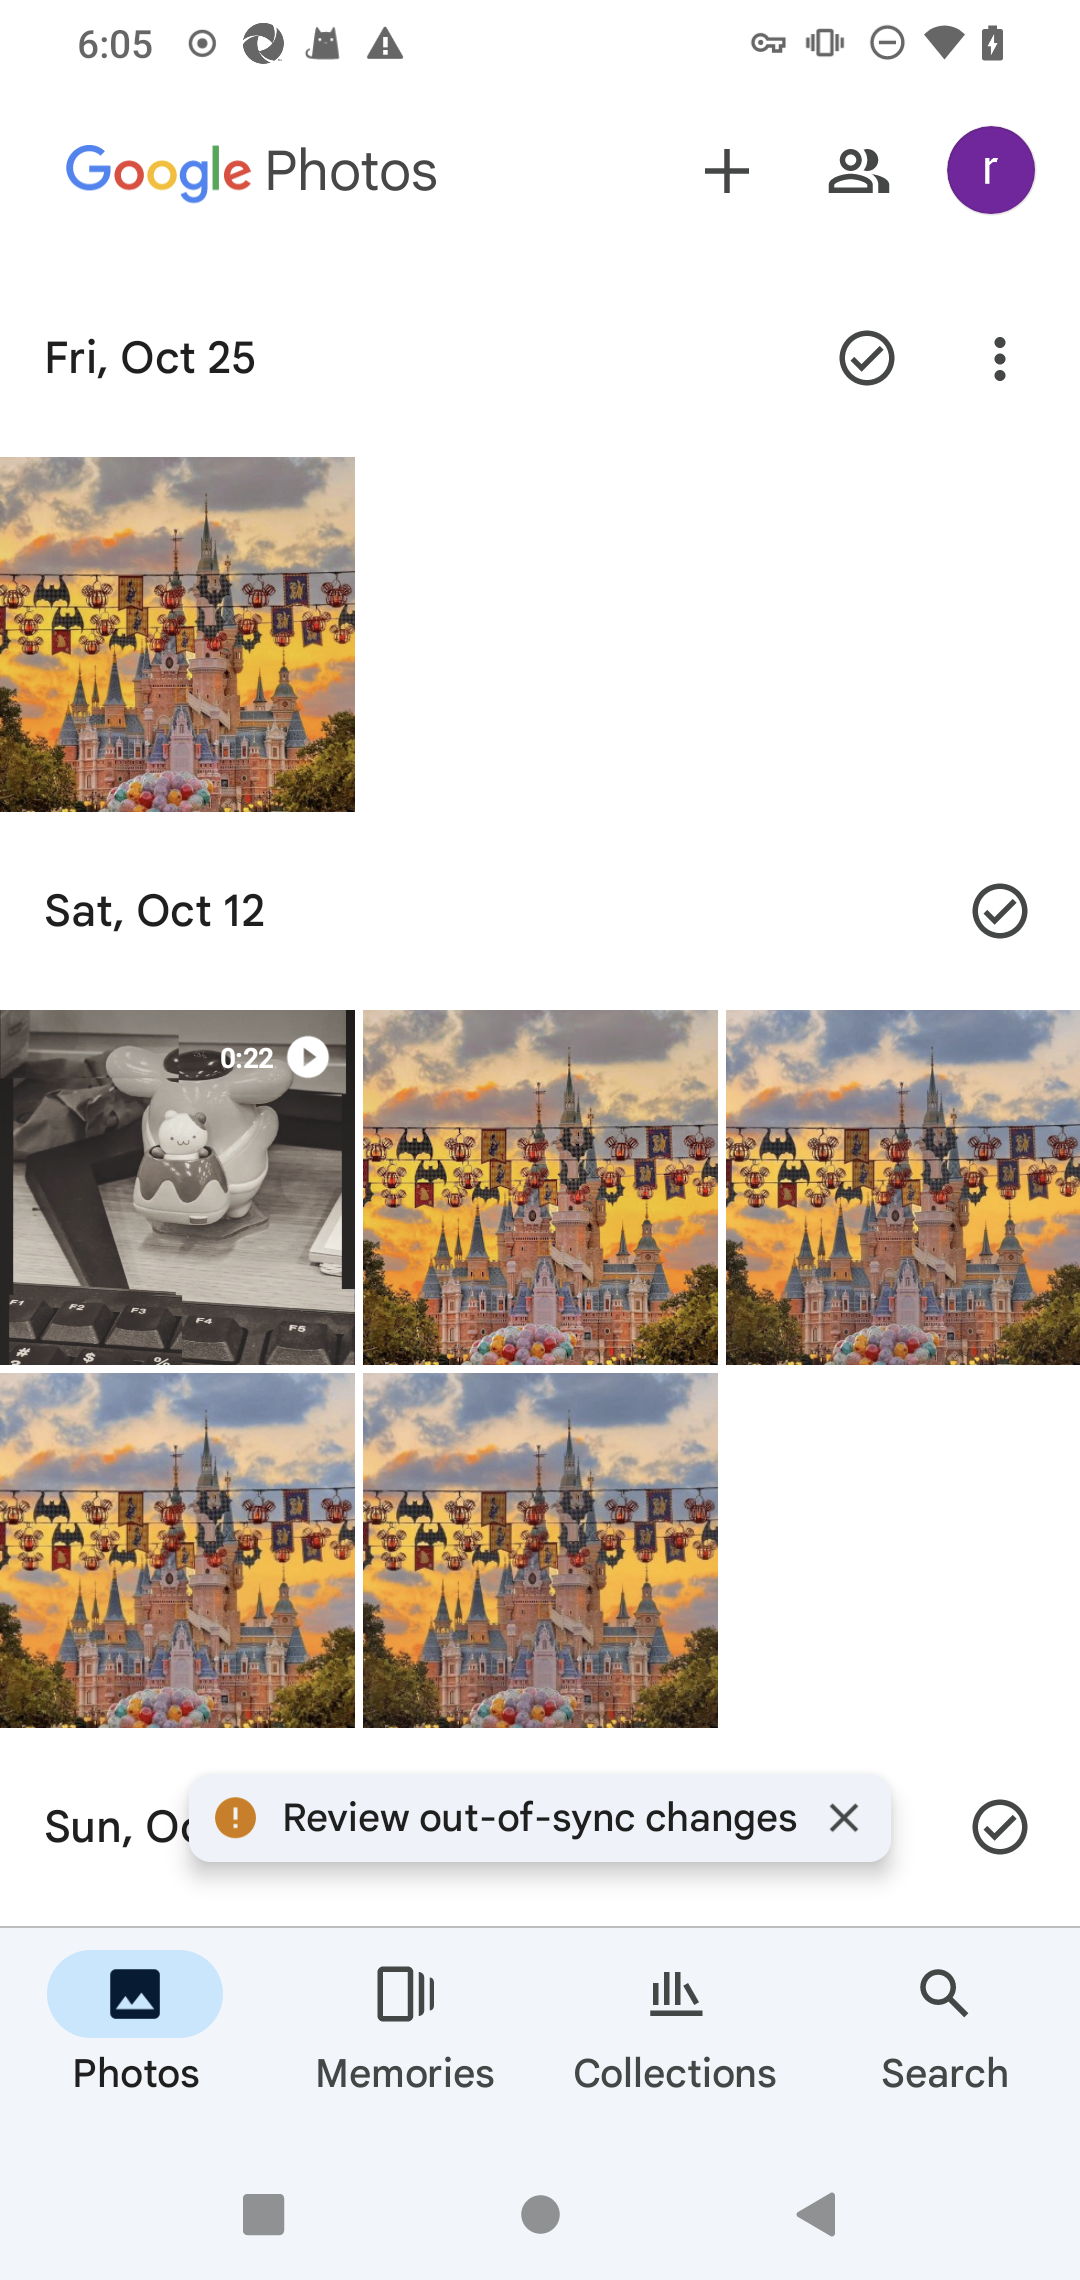 6:05
Google Photos
r
Fri, Oct 25
Sat, Oct 12
0:22
F1 F2 F3 F4 F5
# $ %
Sun,
Review out-of-sync changes
Photos Memories Collections Search